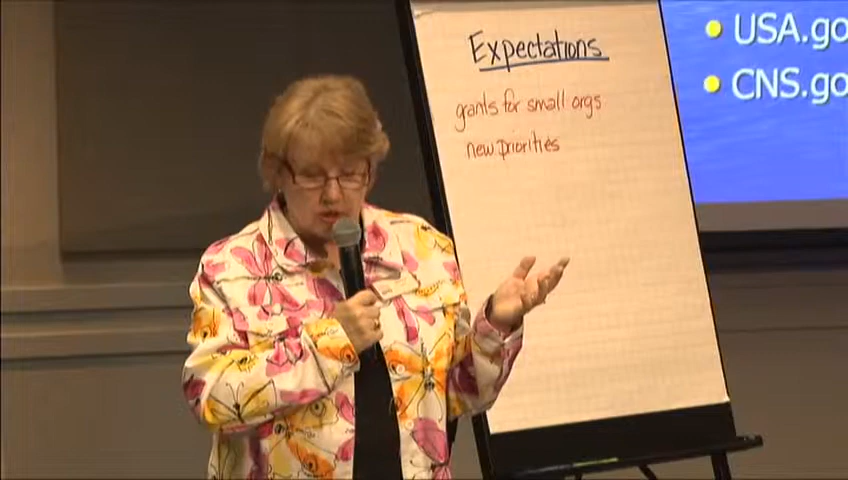 Expectations
grants for small orgs
new priorities
USA.go
CNS.go